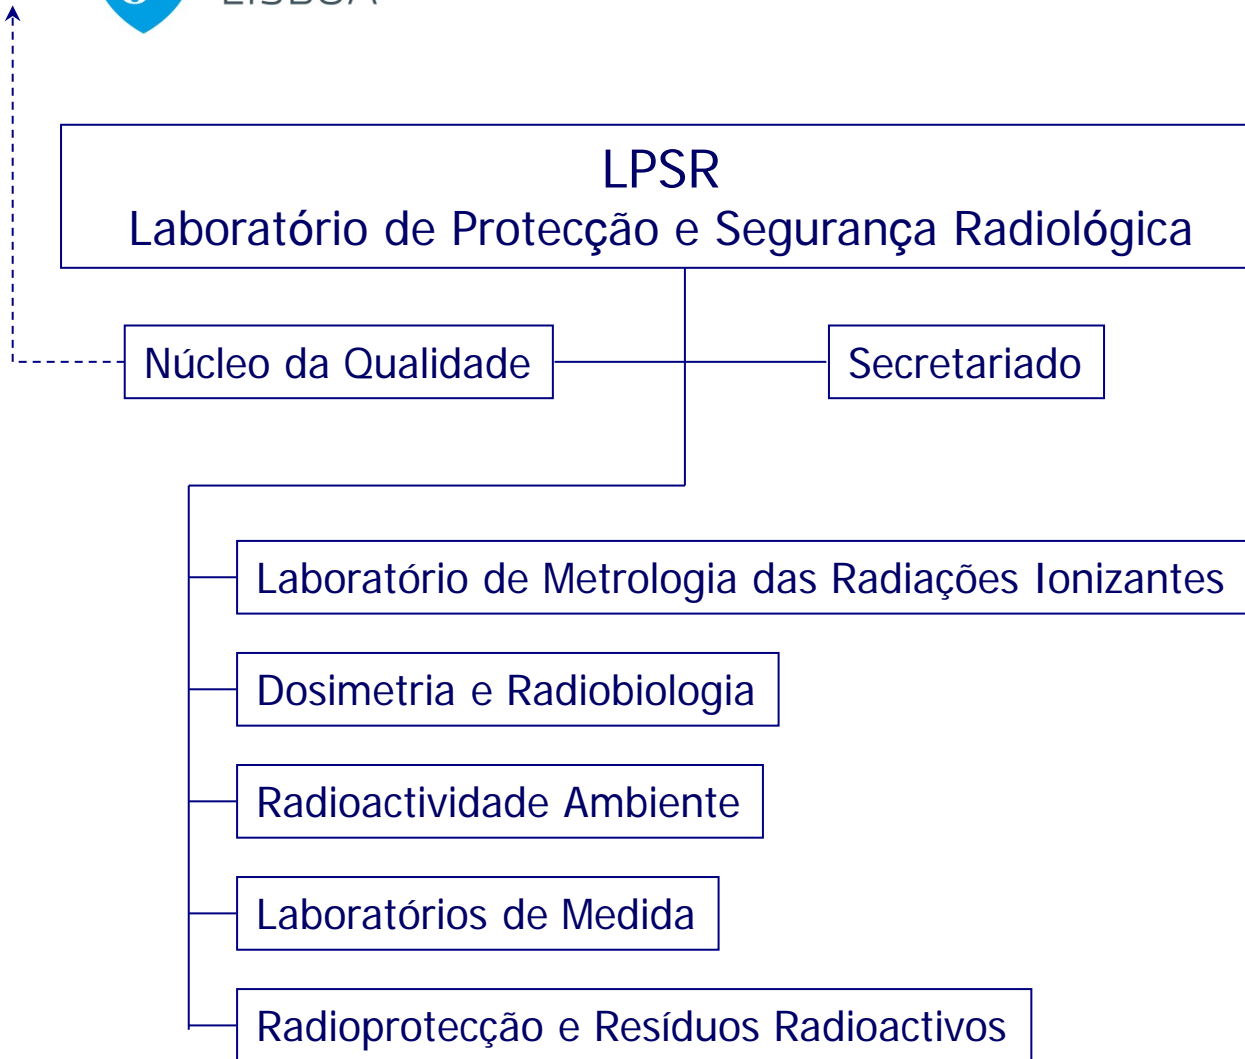 LISBOA
LPSR
Laboratório de Protecção e Segurança Radiológica
Núcleo da Qualidade
Secretariado
Laboratório de Metrologia das Radiações Ionizantes
Dosimetria e Radiobiologia
Radioactividade Ambiente
Laboratórios de Medida
Radioprotecção e Resíduos Radioactivos